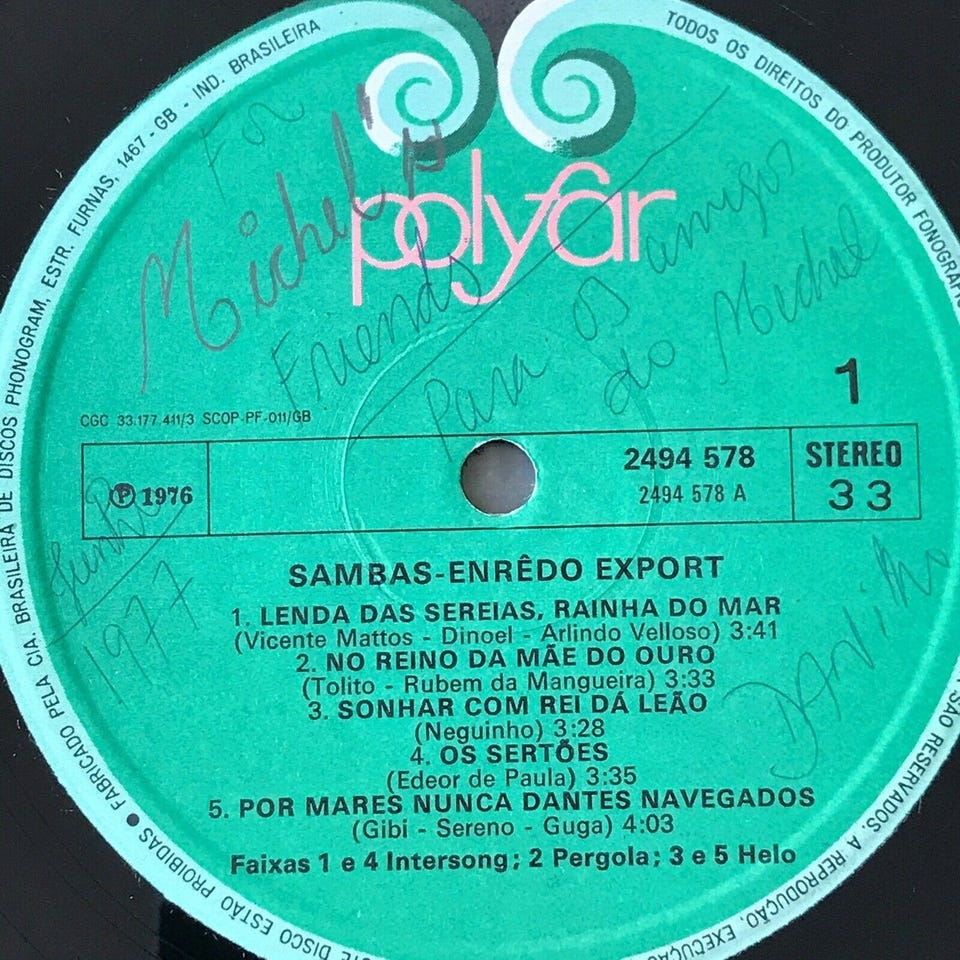 FABRICADO PELA CIA. BRASILEIRA DE DISCOS PHONOGRAM, ESTR. FURNAS, 1467 - GB - IND. BRASILEIRA
TODOS OS DIREITOS DO PRODUTOR FONOGRÁFI
SÃO RESERVADOS. A REPRODUÇÃO, EXECUÇÃ
STE DISCO ESTÃO PROIBIDAS
For
Michel's
Friends
polyfar
Para os amigos
do Michel
1
CGC 33.177.411/3 SCOP-PF-011/GB
Ⓟ 1976
2494 578
2494 578 A
STEREO
33
Junho
1977
SAMBAS-ENRÊDO EXPORT
1. LENDA DAS SEREIAS, RAINHA DO MAR
(Vicente Mattos - Dinoel - Arlindo Velloso) 3:41
2. NO REINO DA MÃE DO OURO
(Tolito - Rubem da Mangueira) 3:33
3. SONHAR COM REI DÁ LEÃO
(Neguinho) 3:28
4. OS SERTÕES
(Edeor de Paula) 3:35
5. POR MARES NUNCA DANTES NAVEGADOS
(Gibi - Sereno - Guga) 4:03
Faixas 1 e 4 Intersong; 2 Pergola; 3 e 5 Helo